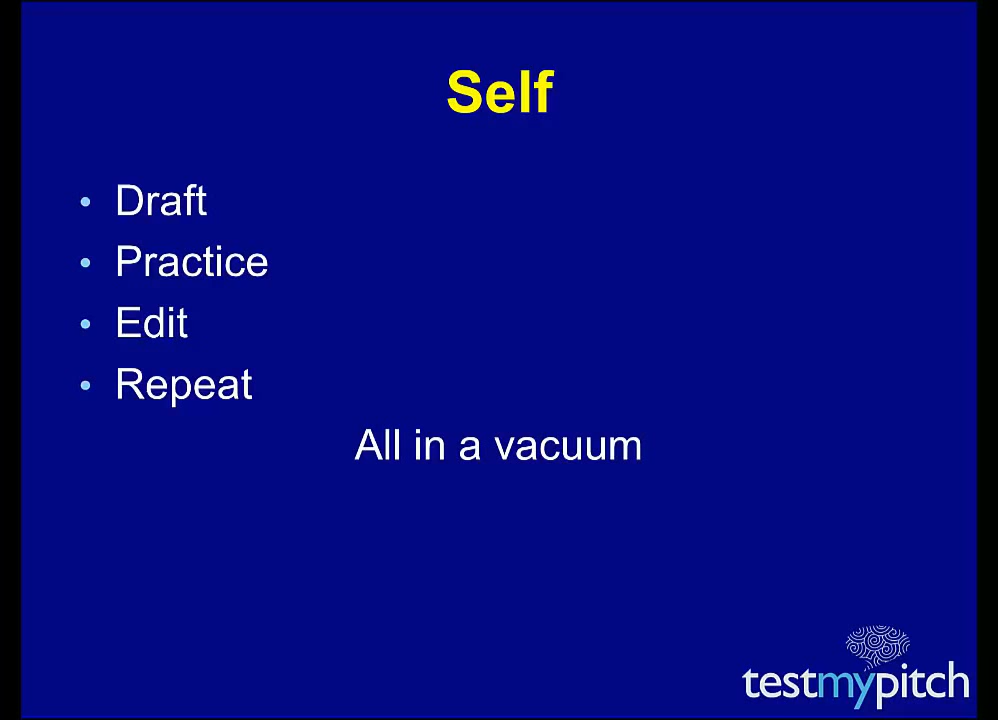 Self
• Draft
• Practice
• Edit
• Repeat
All in a vacuum
testmypitch